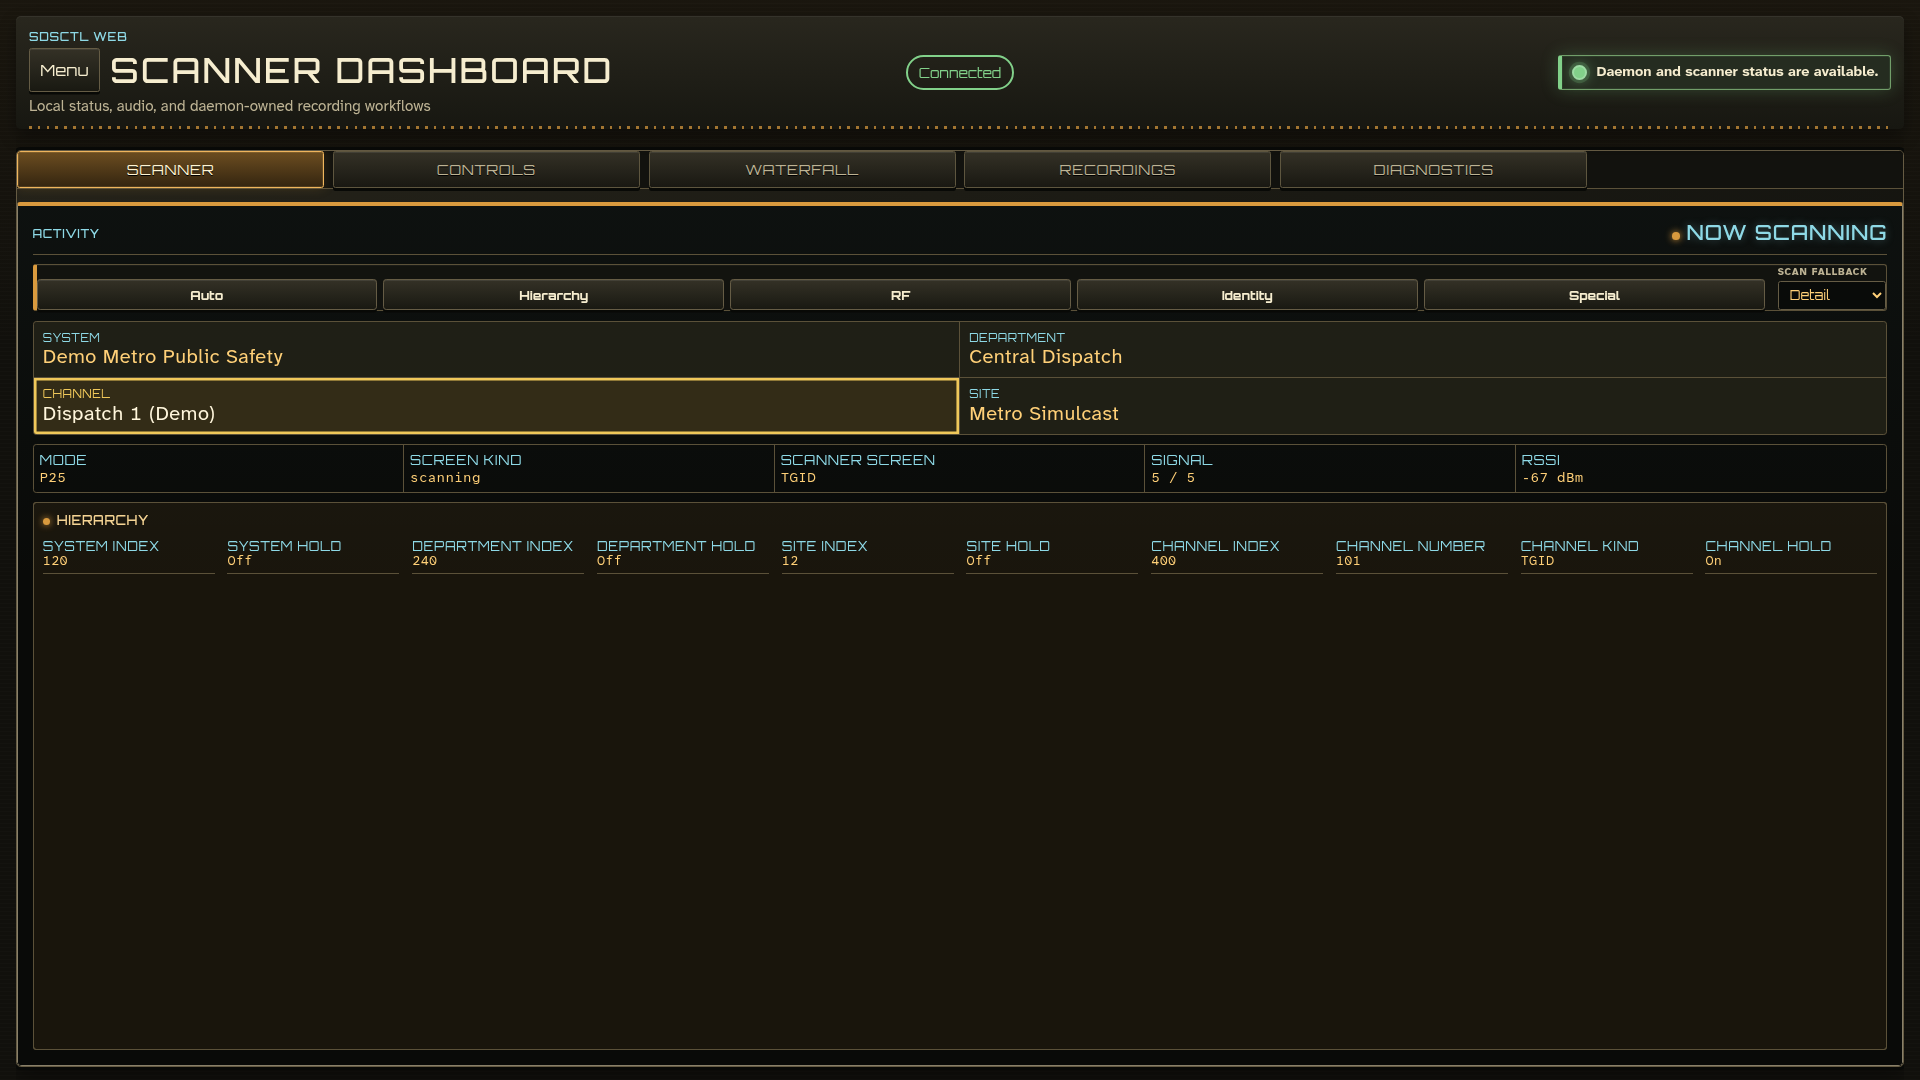 SDSCTL WEB
Menu
SCANNER DASHBOARD
Local status, audio, and daemon-owned recording workflows
Connected
Daemon and scanner status are available.
SCANNER
CONTROLS
WATERFALL
RECORDINGS
DIAGNOSTICS
ACTIVITY
NOW SCANNING
Auto
Hierarchy
RF
Identity
Special
SCAN FALLBACK
Detail
SYSTEM
Demo Metro Public Safety
DEPARTMENT
Central Dispatch
CHANNEL
Dispatch 1 (Demo)
SITE
Metro Simulcast
MODE
P25
SCREEN KIND
scanning
SCANNER SCREEN
TGID
SIGNAL
5 / 5
RSSI
-67 dBm
HIERARCHY
SYSTEM INDEX
120
SYSTEM HOLD
Off
DEPARTMENT INDEX
240
DEPARTMENT HOLD
Off
SITE INDEX
12
SITE HOLD
Off
CHANNEL INDEX
400
CHANNEL NUMBER
101
CHANNEL KIND
TGID
CHANNEL HOLD
On